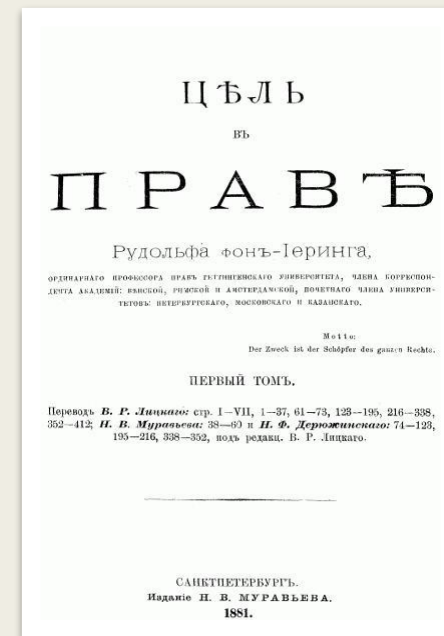 ЦѢЛЬ
ВЪ
ПРАВѢ
Рудольфа фонъ-Іеринга,
ОРДИНАРНАГО ПРОФЕССОРА ПРАВЪ ГЕТТИНГЕНСКАГО УНИВЕРСИТЕТА, ЧЛЕНА КОРРЕСПОН-
ДЕНТА АКАДЕМІЙ: ВѢНСКОЙ, РИМСКОЙ И АМСТЕРДАМСКОЙ, ПОЧЕТНАГО ЧЛЕНА УНИВЕРСИ-
ТЕТОВЪ: ПЕТЕРБУРГСКАГО, МОСКОВСКАГО И КАЗАНСКАГО.
Motto:
Der Zweck ist der Schöpfer des ganzen Rechts.
ПЕРВЫЙ ТОМЪ.
Переводъ В. Р. Лицкаго: стр. I—VII, 1—37, 61—73, 123—195, 216—338,
352—412; Н. В. Муравьева: 38—60 и Н. Ф. Дерюжинскаго: 74—123,
195—216, 338—352, подъ редакц. В. Р. Лицкаго.
САНКТПЕТЕРБУРГЪ.
Изданіе Н. В. МУРАВЬЕВА.
1881.